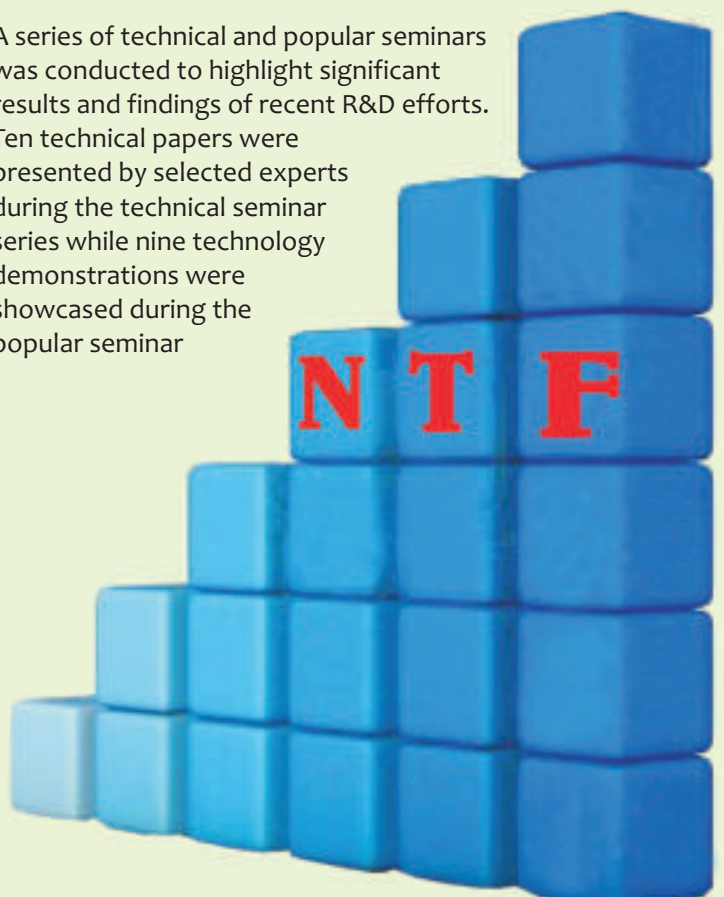 A series of technical and popular seminars
was conducted to highlight significant
results and findings of recent R&D efforts.
Ten technical papers were
presented by selected experts
during the technical seminar
series while nine technology
demonstrations were
showcased during the
popular seminar
N T F